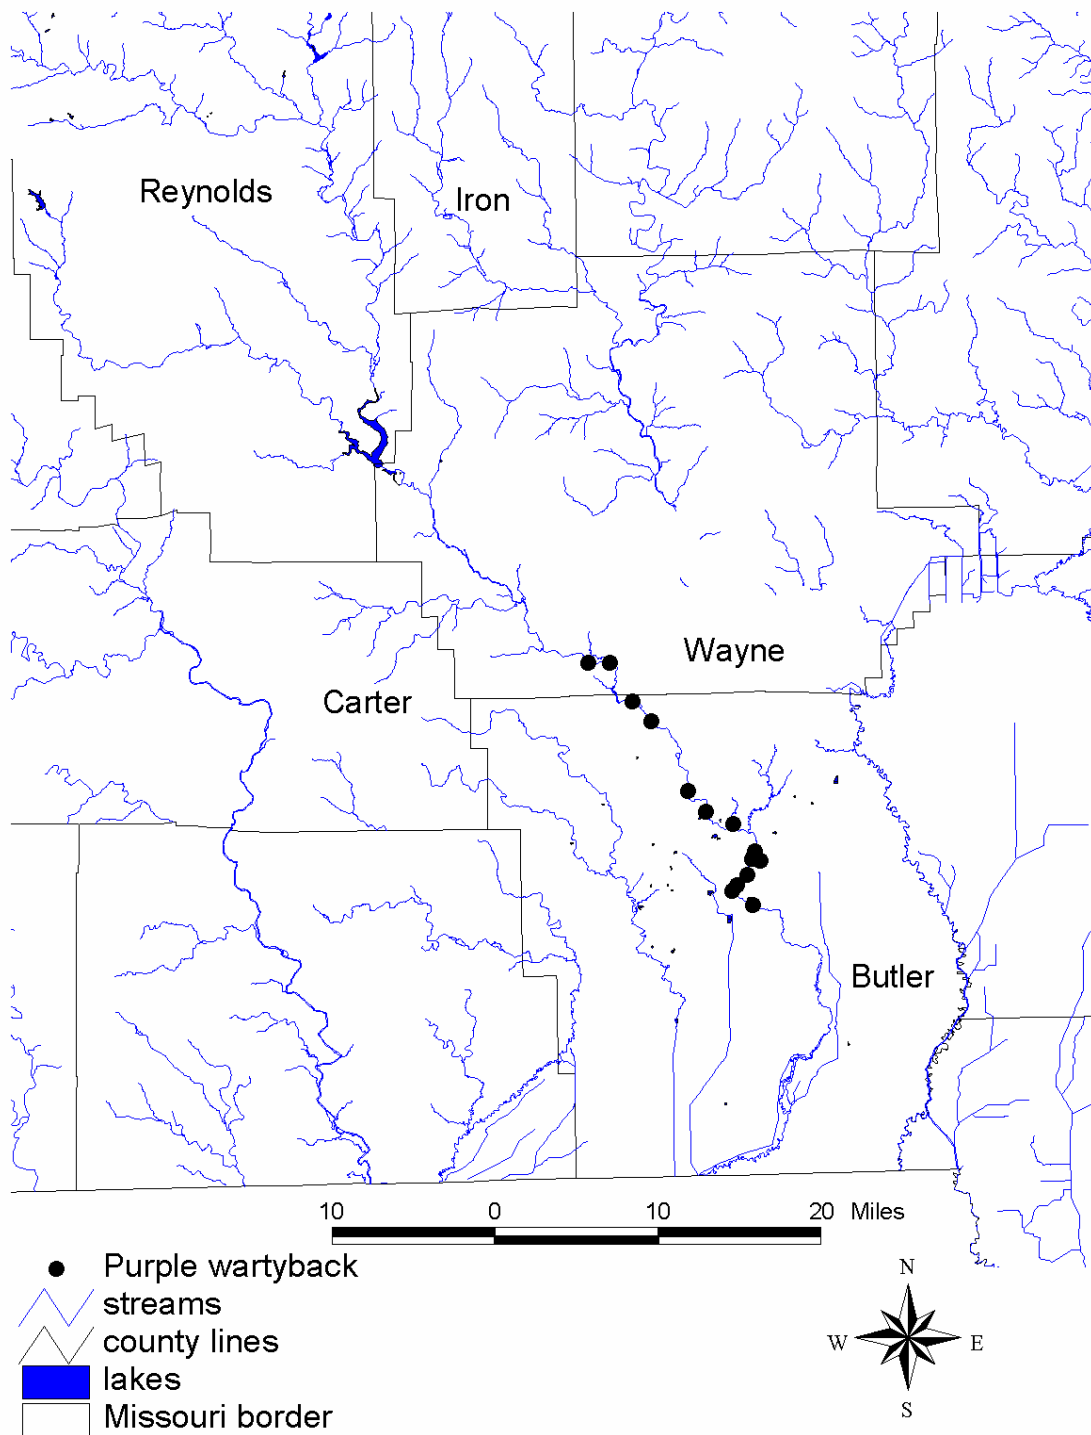 Reynolds
Iron
Wayne
Carter
Butler
10 0 10 20 Miles
Purple wartyback
streams
county lines
lakes
Missouri border
N
W E
S